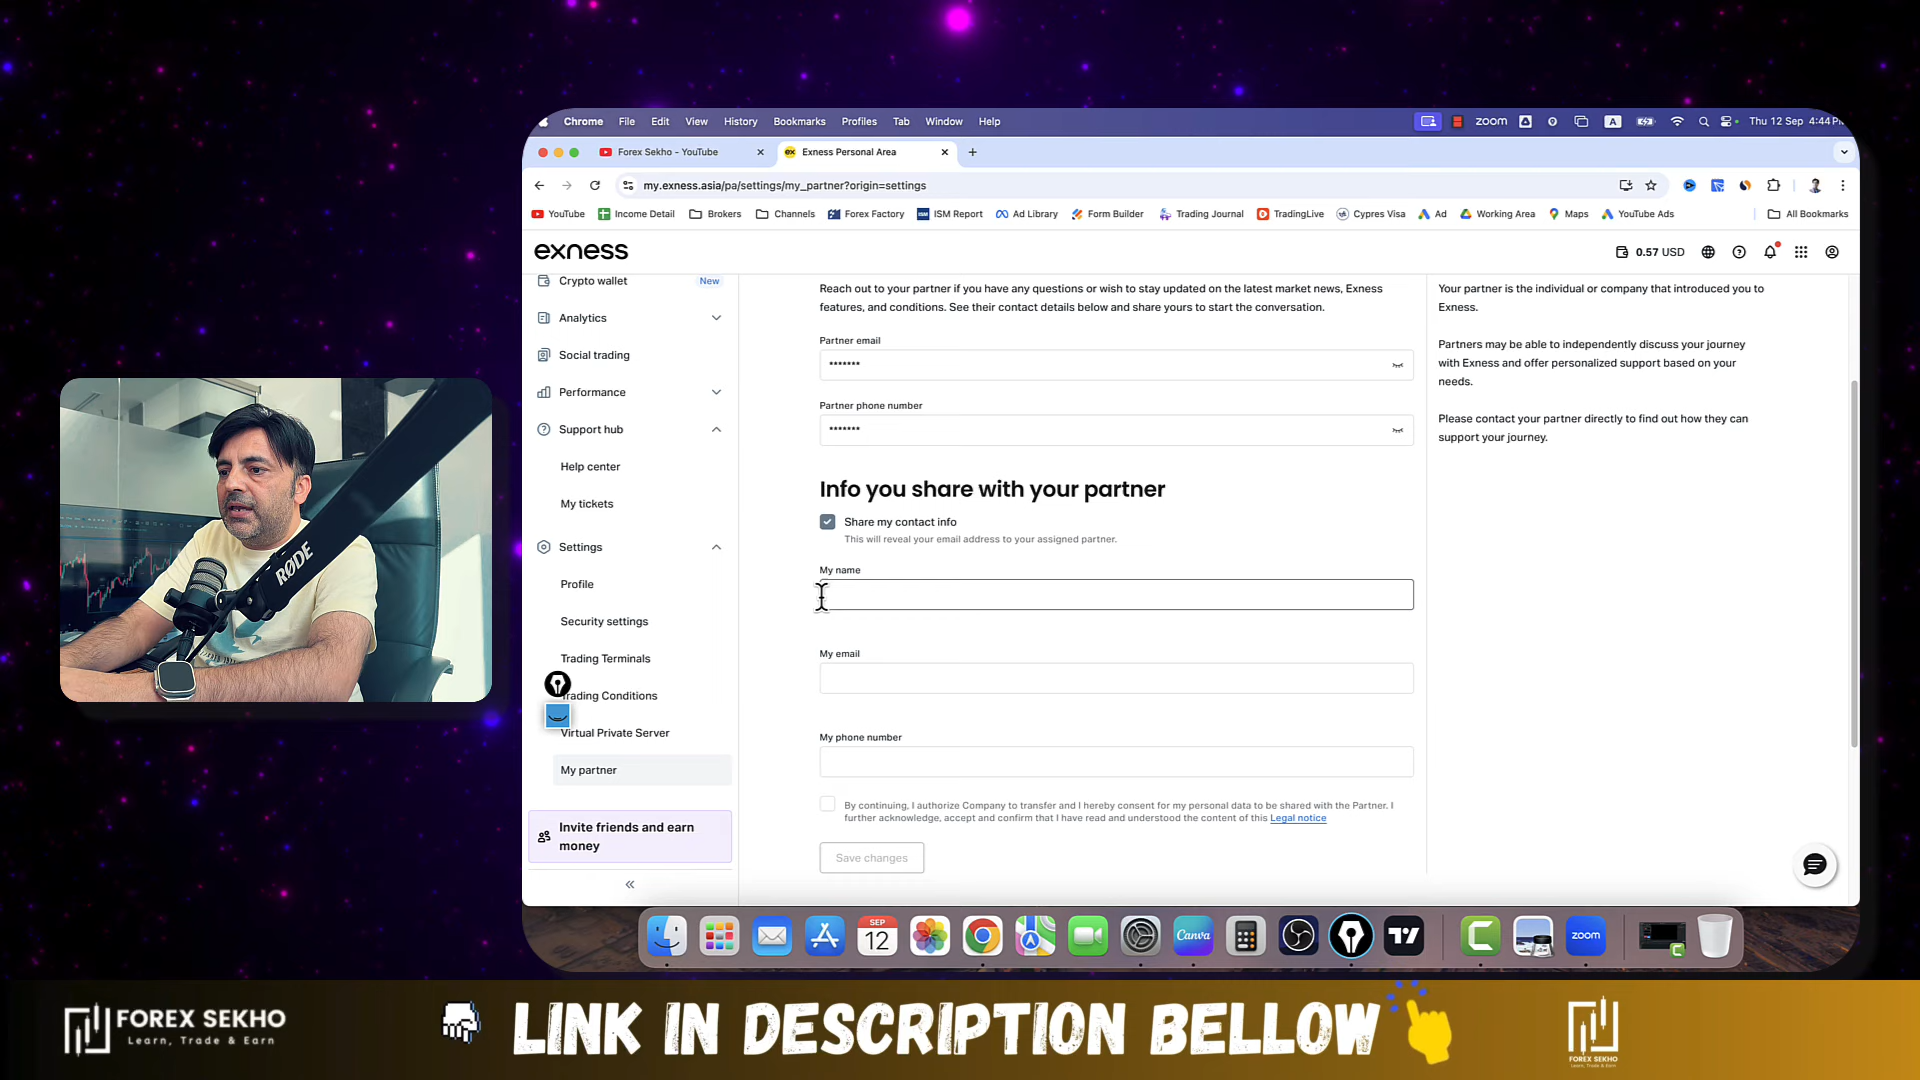 Chrome File Edit View History Bookmarks Profiles Tab Window Help
zoom A Thu 12 Sep 4:44
Forex Sekho - YouTube
Exness Personal Area
my.exness.asia/pa/settings/my_partner?origin=settings
YouTube Income Detail Brokers Channels Forex Factory ISM Report Ad Library Form Builder Trading Journal TradingLive Cypres Visa Ad Working Area Maps YouTube Ads All Bookmarks
exness
0.57 USD
Crypto wallet New
Analytics
Social trading
Performance
Support hub
Help center
My tickets
Settings
Profile
Security settings
Trading Terminals
Trading Conditions
Virtual Private Server
My partner
Invite friends and earn
money
Reach out to your partner if you have any questions or wish to stay updated on the latest market news, Exness
features, and conditions. See their contact details below and share yours to start the conversation.
Partner email
*******
Partner phone number
*******
Info you share with your partner
Share my contact info
This will reveal your email address to your assigned partner.
My name
My email
My phone number
By continuing, I authorize Company to transfer and I hereby consent for my personal data to be shared with the Partner. I
further acknowledge, accept and confirm that I have read and understood the content of this Legal notice
Save changes
Your partner is the individual or company that introduced you to
Exness.
Partners may be able to independently discuss your journey
with Exness and offer personalized support based on your
needs.
Please contact your partner directly to find out how they can
support your journey.
RØDE
SEP
12
Canva
zoom
FOREX SEKHO
Learn, Trade & Earn
LINK IN DESCRIPTION BELLOW
FOREX SEKHO